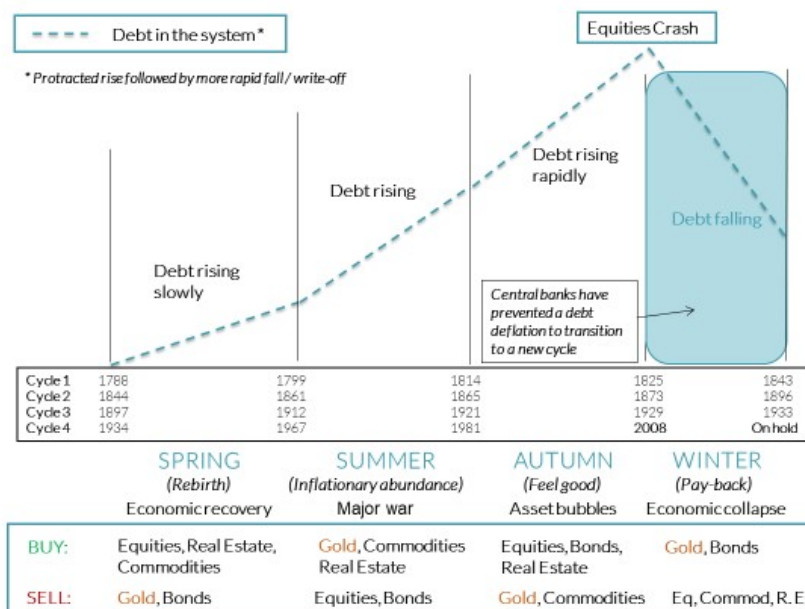 Debt in the system*
Equities Crash
* Protracted rise followed by more rapid fall / write-off
Debt rising
rapidly
Debt rising
Debt falling
Debt rising
slowly
Central banks have
prevented a debt
deflation to transition
to a new cycle
Cycle 1 1788 1799 1814 1825 1843
Cycle 2 1844 1861 1865 1873 1896
Cycle 3 1897 1912 1921 1929 1933
Cycle 4 1934 1967 1981 2008 On hold
SPRING SUMMER AUTUMN WINTER
(Rebirth) (Inflationary abundance) (Feel good) (Pay-back)
Economic recovery Major war Asset bubbles Economic collapse
BUY: Equities, Real Estate, Gold, Commodities Equities, Bonds, Gold, Bonds
Commodities Real Estate Real Estate
SELL: Gold, Bonds Equities, Bonds Gold, Commodities Eq, Commod, R. E